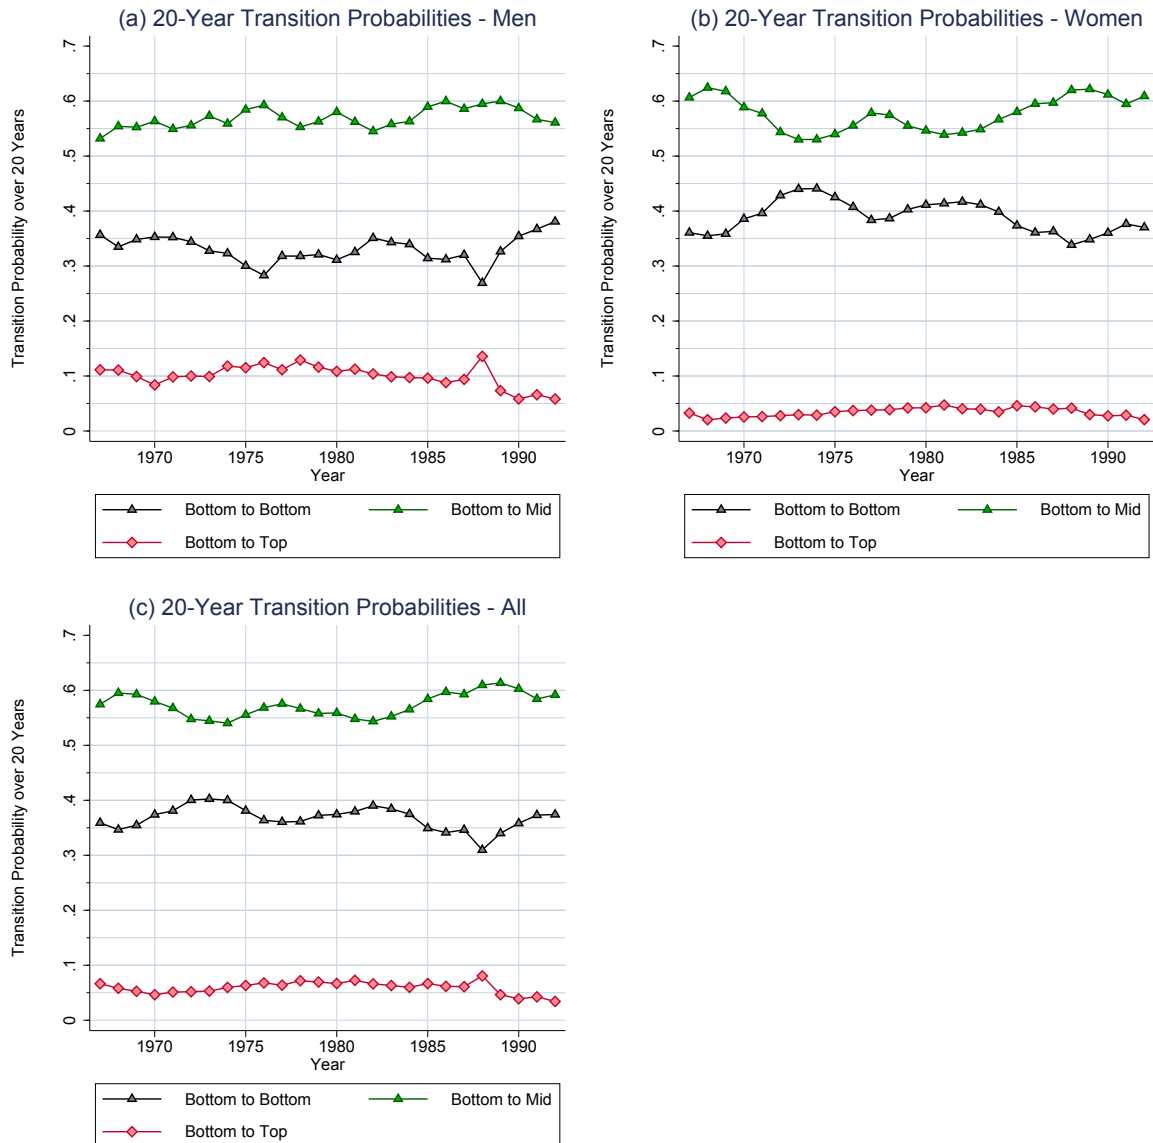 (a) 20-Year Transition Probabilities - Men
Transition Probability over 20 Years
.7
.6
.5
.4
.3
.2
.1
0
1970 1975 1980 1985 1990
Year
Bottom to Bottom Bottom to Mid
Bottom to Top
(b) 20-Year Transition Probabilities - Women
Transition Probability over 20 Years
.7
.6
.5
.4
.3
.2
.1
0
1970 1975 1980 1985 1990
Year
Bottom to Bottom Bottom to Mid
Bottom to Top
(c) 20-Year Transition Probabilities - All
Transition Probability over 20 Years
.7
.6
.5
.4
.3
.2
.1
0
1970 1975 1980 1985 1990
Year
Bottom to Bottom Bottom to Mid
Bottom to Top